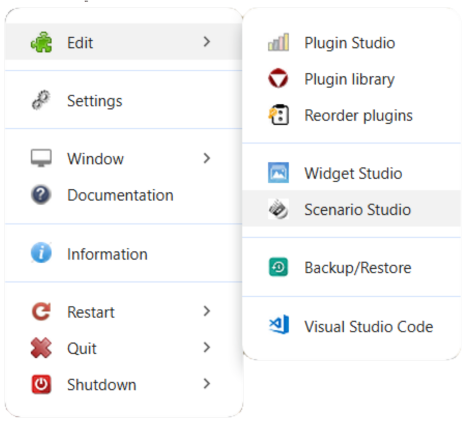 Edit
Settings
Window
Documentation
Information
Restart
Quit
Shutdown
Plugin Studio
Plugin library
Reorder plugins
Widget Studio
Scenario Studio
Backup/Restore
Visual Studio Code